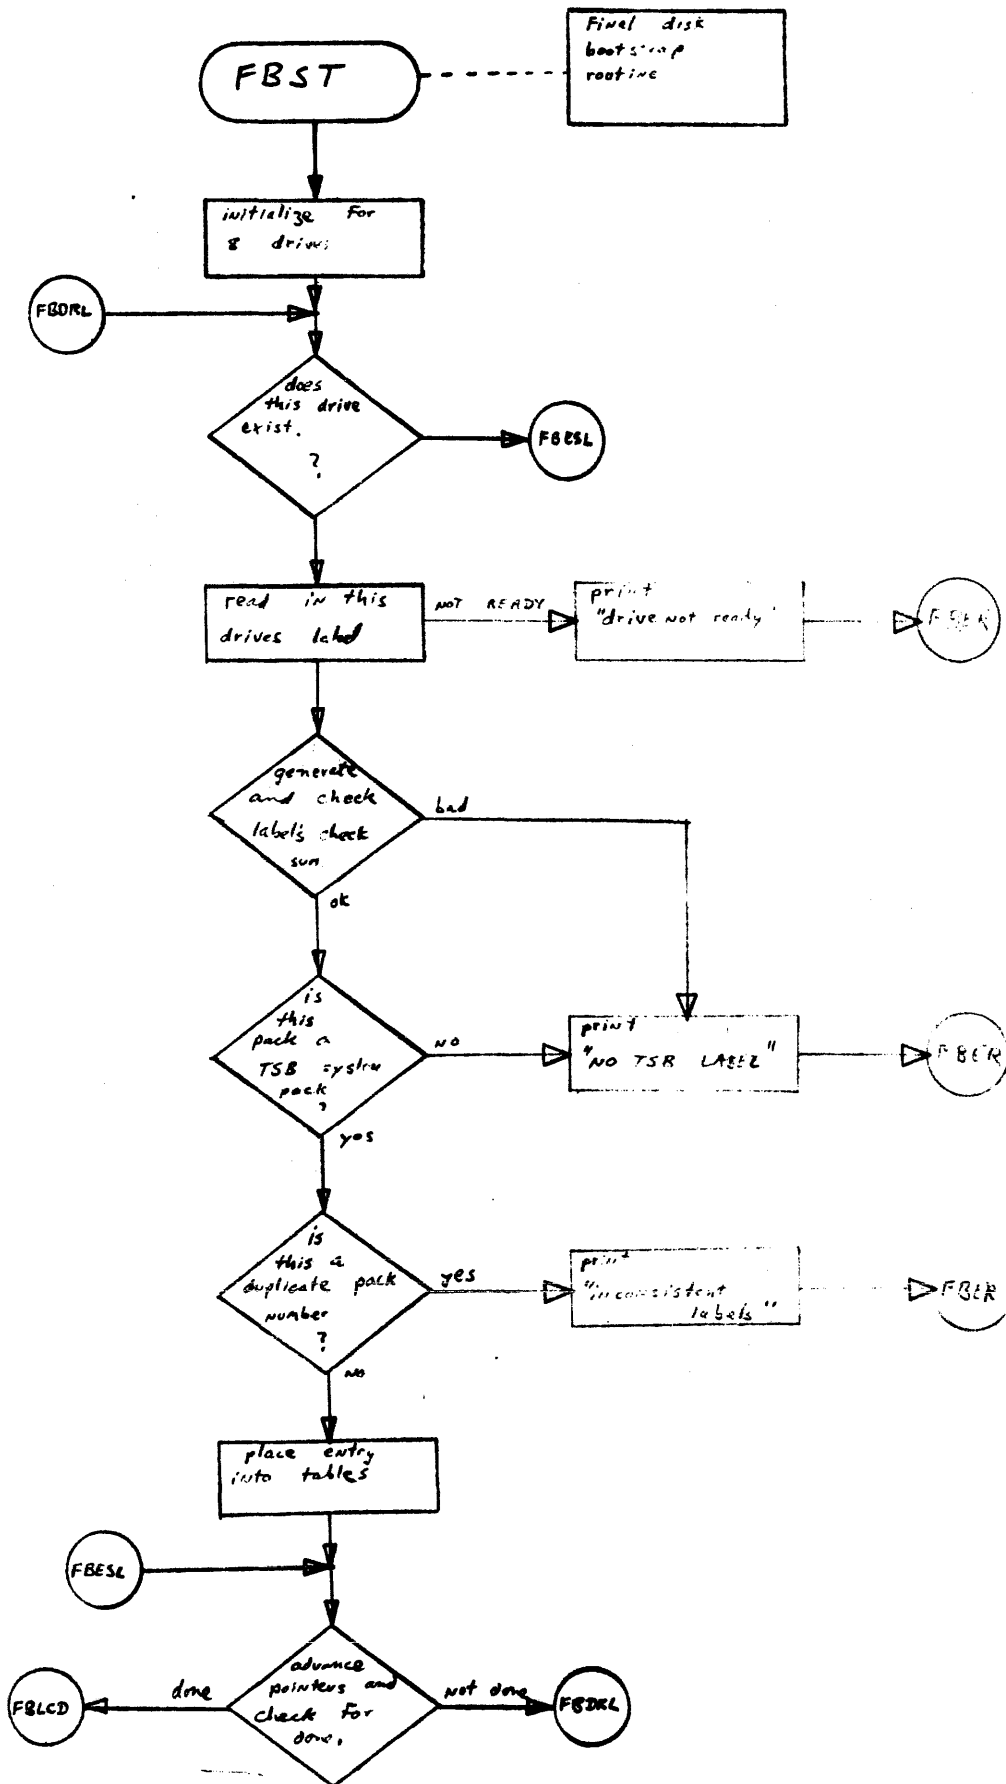 FBST
Final disk
bootstrap
routine
initialize for
8 drives
FBDRL
does
this drive
exist.
?
FBESL
read in this
drives label
NOT READY
print
"drive not ready"
FBER
generate
and check
label's check
sum
bad
ok
is
this
pack a
TSB system
pack
?
NO
print
"NO TSB LABEL"
FBER
yes
is
this a
duplicate pack
number
?
yes
print
"inconsistent
labels"
FBER
NO
place entry
into tables
FBESL
advance
pointers and
check for
done.
done
FBLCD
not done
FBDRL